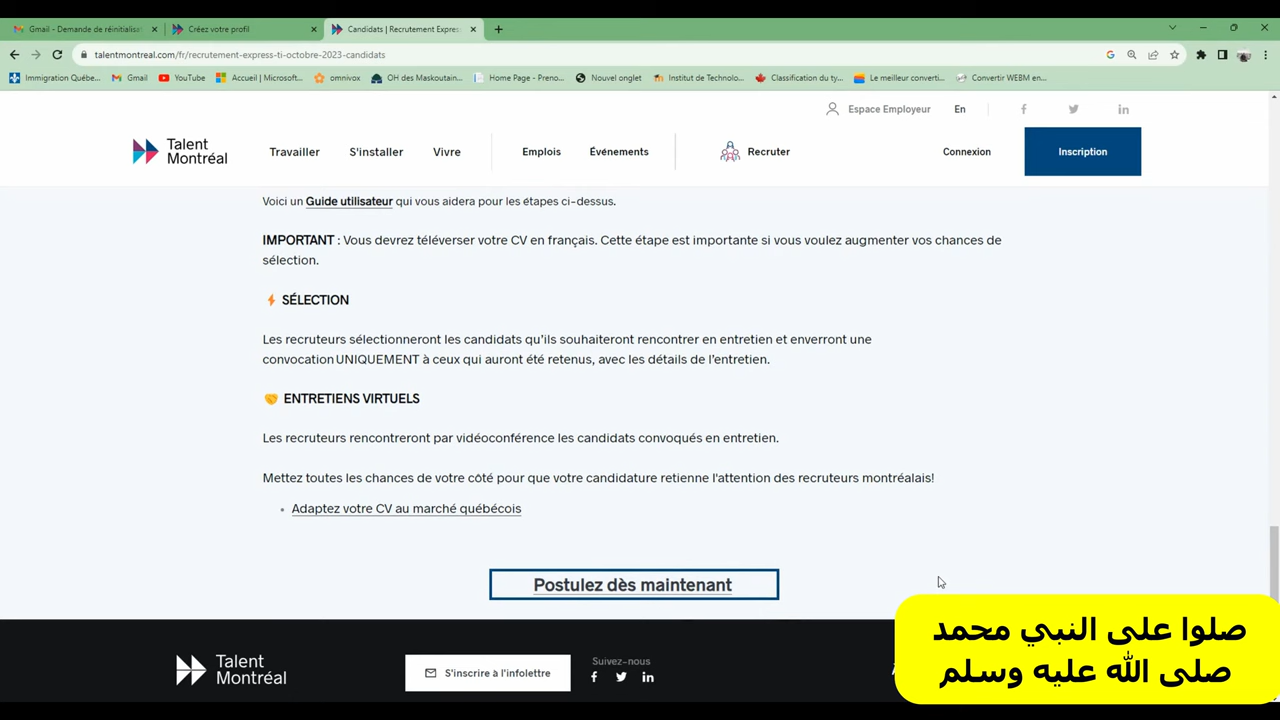 Gmail - Demande de réinitialisat
Créez votre profil
Candidats | Recrutement Express
talentmontreal.com/fr/recrutement-express-ti-octobre-2023-candidats
Immigration Québe...
Gmail
YouTube
Accueil | Microsoft...
omnivox
OH des Maskoutain...
Home Page - Preno...
Nouvel onglet
Institut de Technolo...
Classification du ty...
Le meilleur converti...
Convertir WEBM en...
Espace Employeur
En
Talent
Montréal
Travailler
S'installer
Vivre
Emplois
Événements
Recruter
Connexion
Inscription
Voici un Guide utilisateur qui vous aidera pour les étapes ci-dessus.
IMPORTANT : Vous devrez téléverser votre CV en français. Cette étape est importante si vous voulez augmenter vos chances de
sélection.
⚡ SÉLECTION
Les recruteurs sélectionneront les candidats qu'ils souhaiteront rencontrer en entretien et enverront une
convocation UNIQUEMENT à ceux qui auront été retenus, avec les détails de l'entretien.
🤝 ENTRETIENS VIRTUELS
Les recruteurs rencontreront par vidéoconférence les candidats convoqués en entretien.
Mettez toutes les chances de votre côté pour que votre candidature retienne l'attention des recruteurs montréalais!
• Adaptez votre CV au marché québécois
Postulez dès maintenant
Talent
Montréal
S'inscrire à l'infolettre
Suivez-nous
صلوا على النبي محمد
صلى الله عليه وسلم